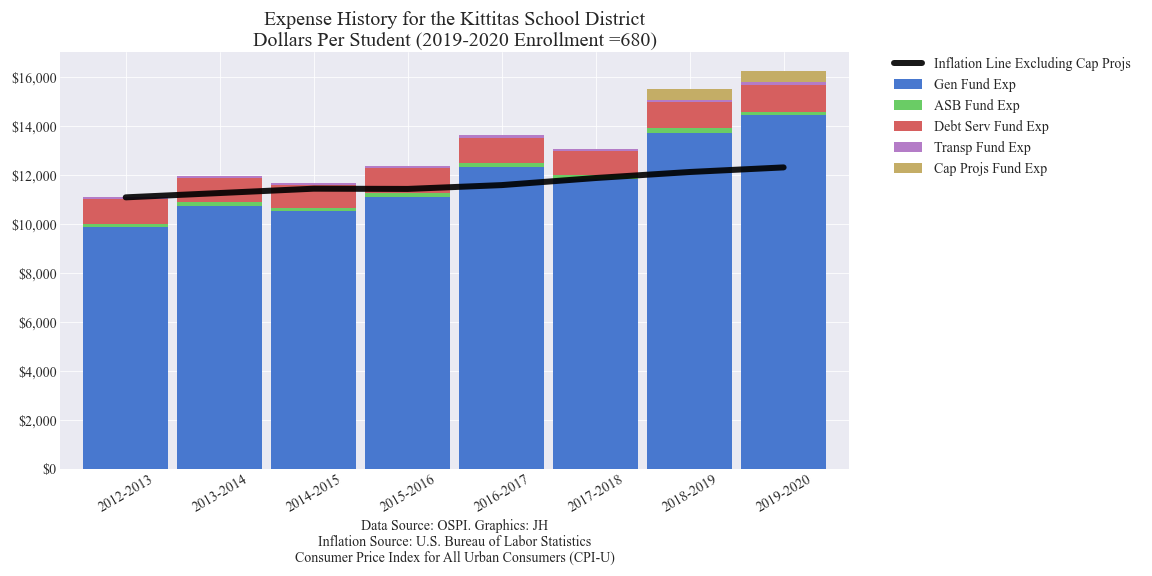 Expense History for the Kittitas School District
Dollars Per Student (2019-2020 Enrollment =680)
$16,000
$14,000
$12,000
$10,000
$8,000
$6,000
$4,000
$2,000
$0
2012-2013
2013-2014
2014-2015
2015-2016
2016-2017
2017-2018
2018-2019
2019-2020
Inflation Line Excluding Cap Projs
Gen Fund Exp
ASB Fund Exp
Debt Serv Fund Exp
Transp Fund Exp
Cap Projs Fund Exp
Data Source: OSPI. Graphics: JH
Inflation Source: U.S. Bureau of Labor Statistics
Consumer Price Index for All Urban Consumers (CPI-U)